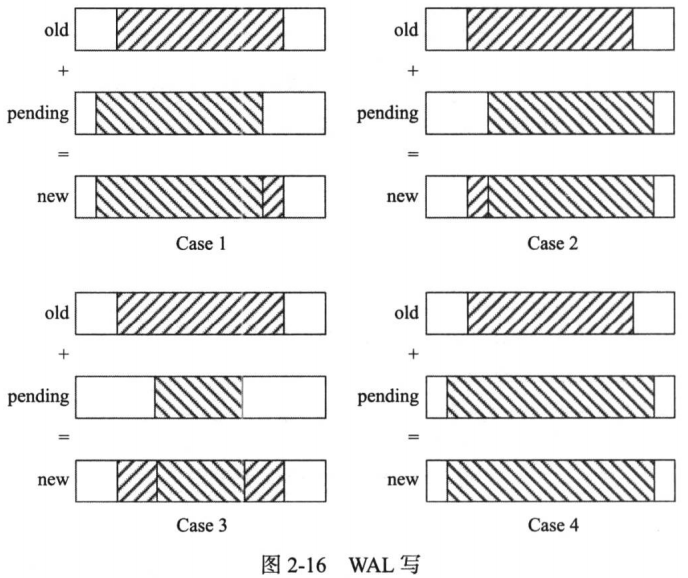 old
+
pending
=
new
Case 1
old
+
pending
=
new
Case 2
old
+
pending
=
new
Case 3
old
+
pending
=
new
Case 4
图 2-16 WAL 写